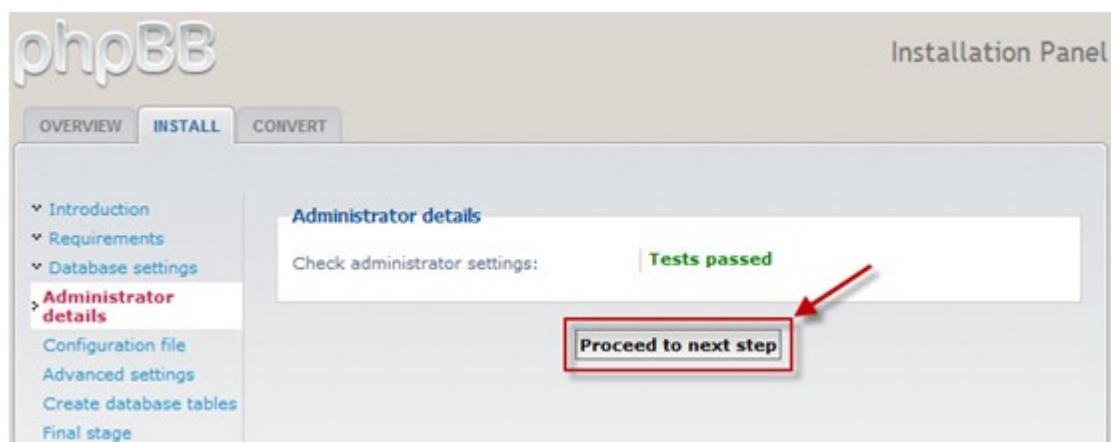 phpBB
Installation Panel
OVERVIEW INSTALL CONVERT
Introduction
Requirements
Database settings
Administrator
details
Configuration file
Advanced settings
Create database tables
Final stage
Administrator details
Check administrator settings: Tests passed
Proceed to next step